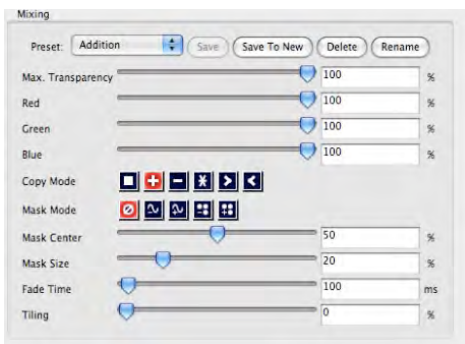 Mixing
Preset: Addition Save Save To New Delete Rename
Max. Transparency 100 %
Red 100 %
Green 100 %
Blue 100 %
Copy Mode
Mask Mode
Mask Center 50 %
Mask Size 20 %
Fade Time 100 ms
Tiling 0 %